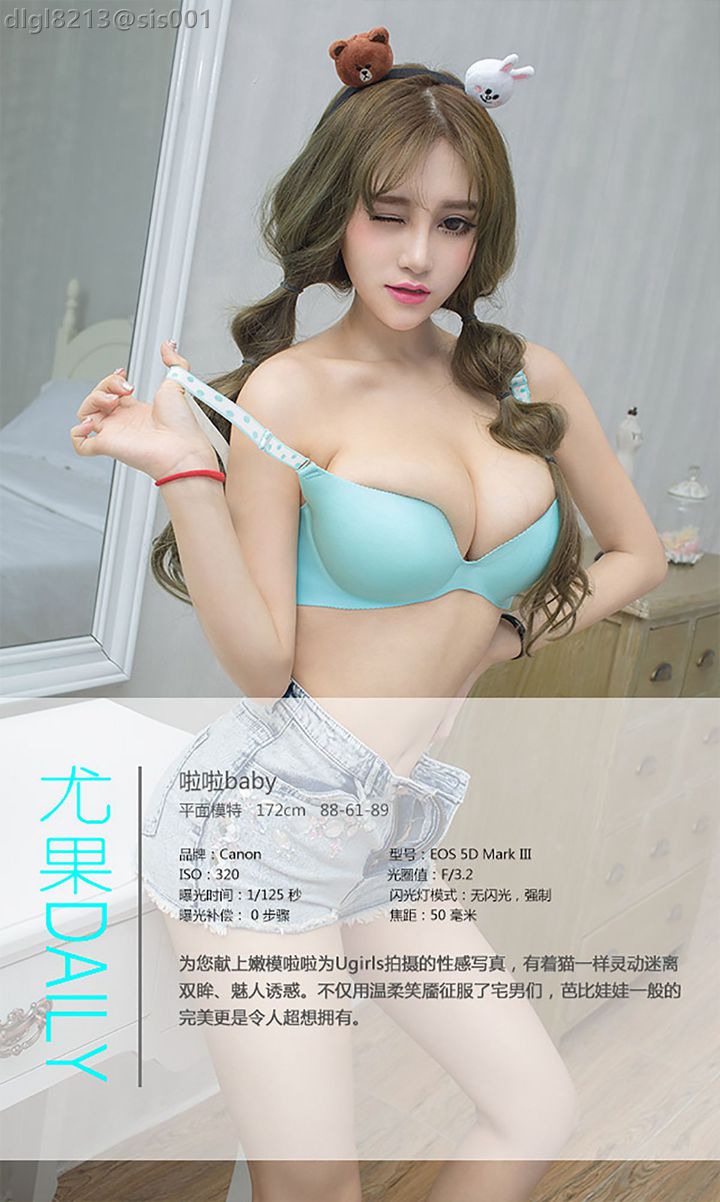 dlgl8213@sis001
尤果DAILY
啦啦baby
平面模特 172cm 88-61-89
品牌：Canon 型号：EOS 5D Mark III
ISO：320 光圈值：F/3.2
曝光时间：1/125 秒 闪光灯模式：无闪光，强制
曝光补偿： 0 步骤 焦距：50 毫米
为您献上嫩模啦啦为Ugirls拍摄的性感写真，有着猫一样灵动迷离
双眸、魅人诱惑。不仅用温柔笑靥征服了宅男们，芭比娃娃一般的
完美更是令人超想拥有。